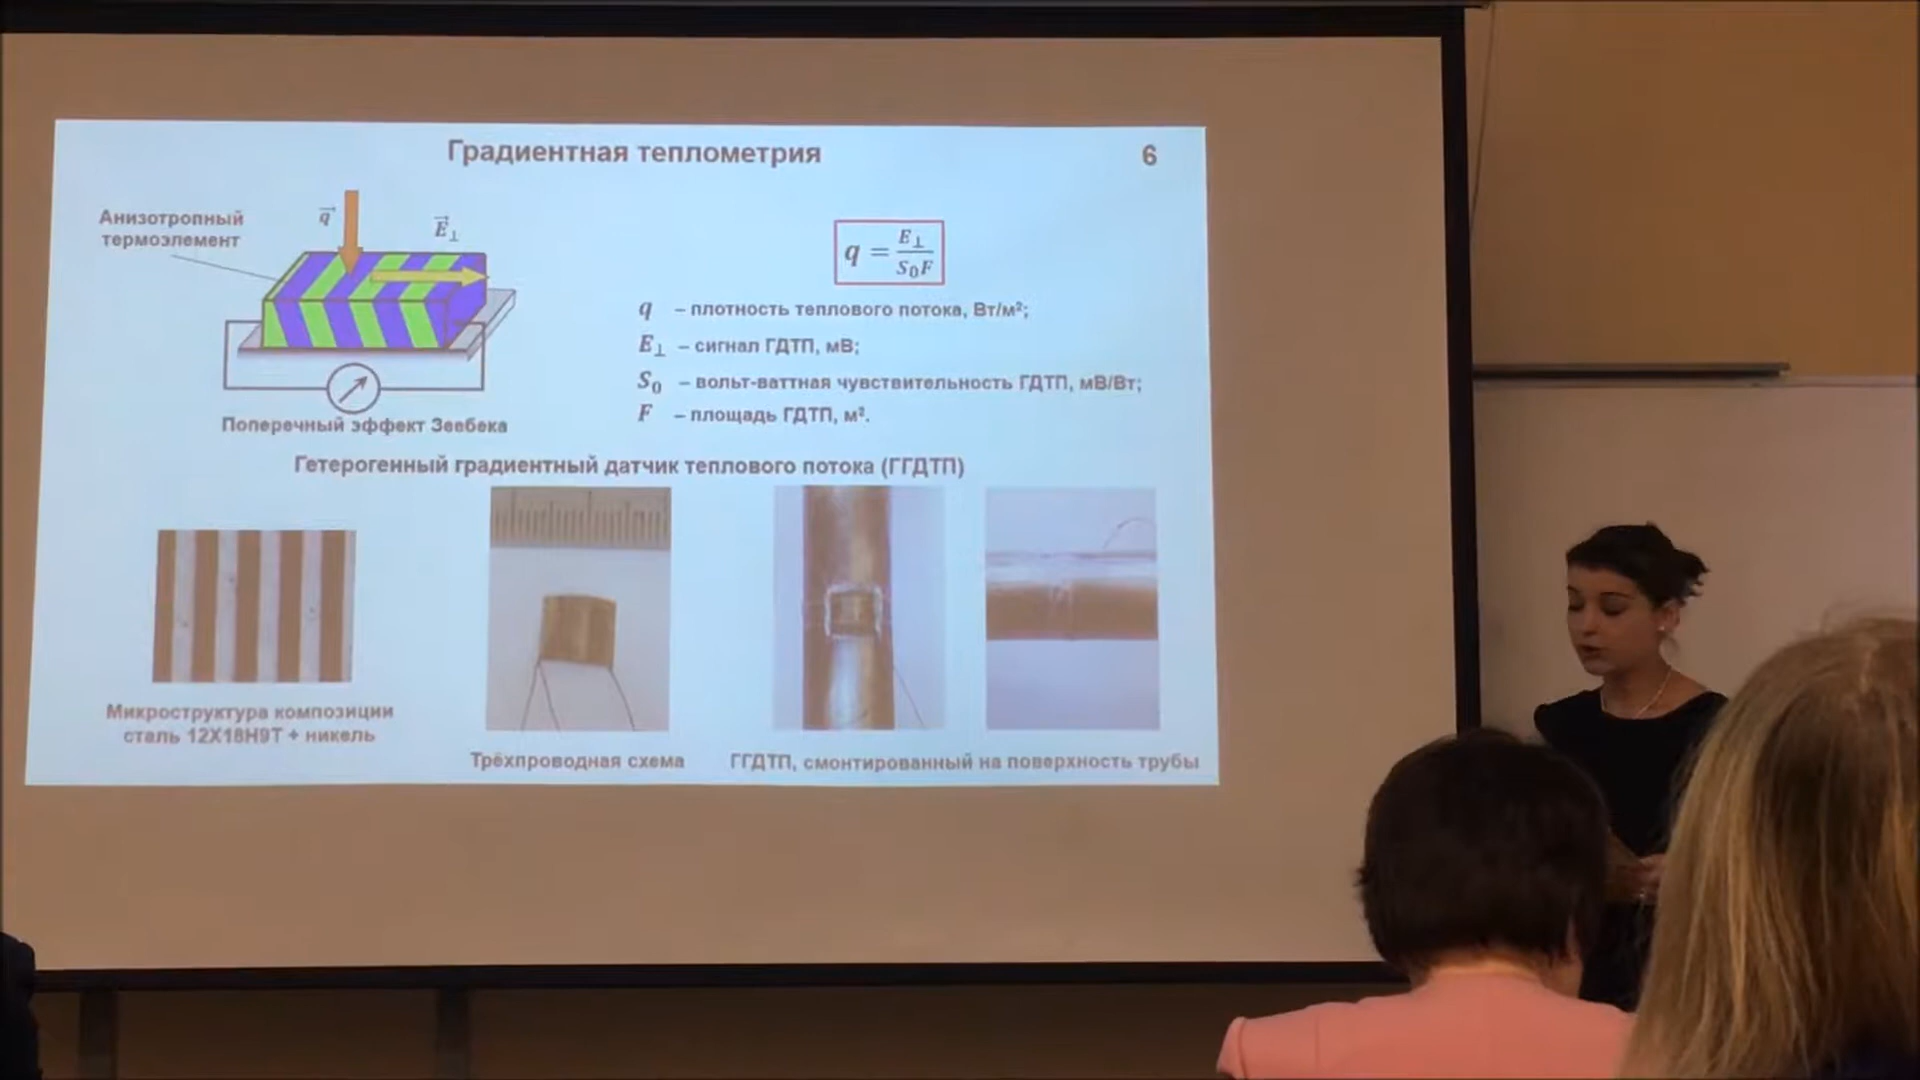 Градиентная теплометрия
6
Анизотропный
термоэлемент
q⃗
E⃗⊥
q = E⊥ / S₀F
q – плотность теплового потока, Вт/м²;
E⊥ – сигнал ГДТП, мВ;
S₀ – вольт-ваттная чувствительность ГДТП, мВ/Вт;
F – площадь ГДТП, м².
Поперечный эффект Зеебека
Гетерогенный градиентный датчик теплового потока (ГГДТП)
Микроструктура композиции
сталь 12Х18Н9Т + никель
Трёхпроводная схема
ГГДТП, смонтированный на поверхность трубы